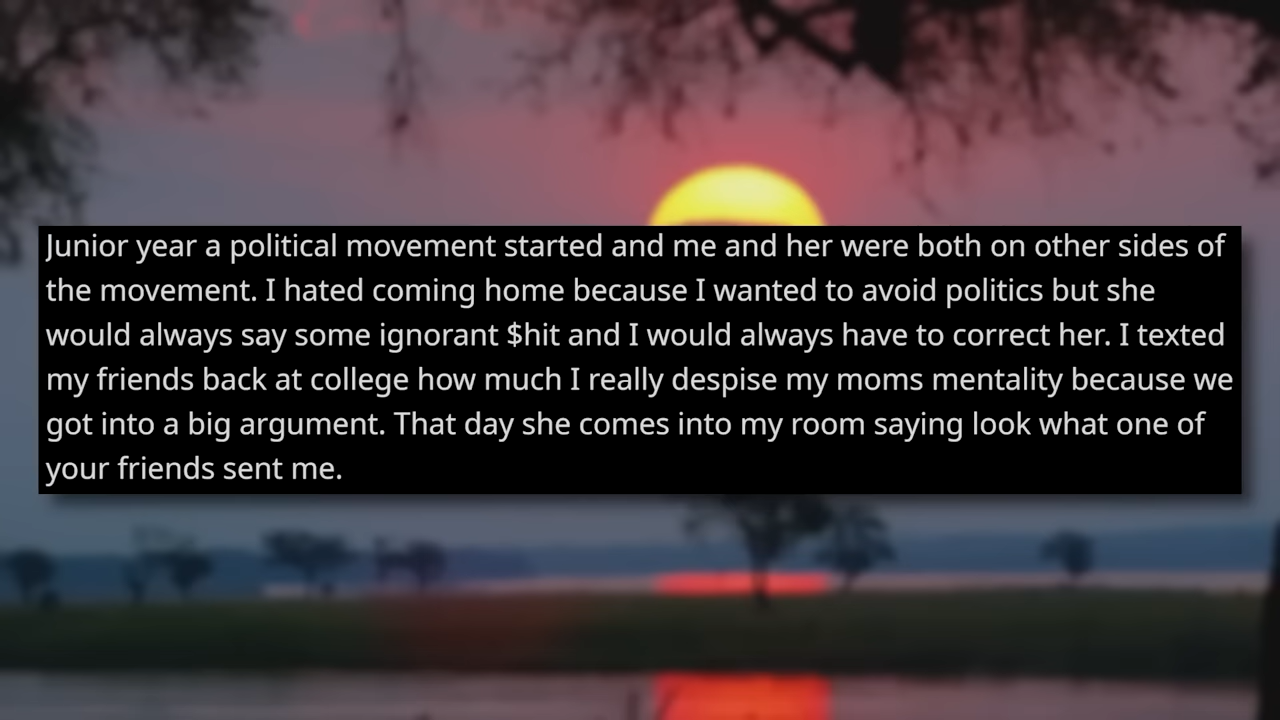 Junior year a political movement started and me and her were both on other sides of
the movement. I hated coming home because I wanted to avoid politics but she
would always say some ignorant $hit and I would always have to correct her. I texted
my friends back at college how much I really despise my moms mentality because we
got into a big argument. That day she comes into my room saying look what one of
your friends sent me.